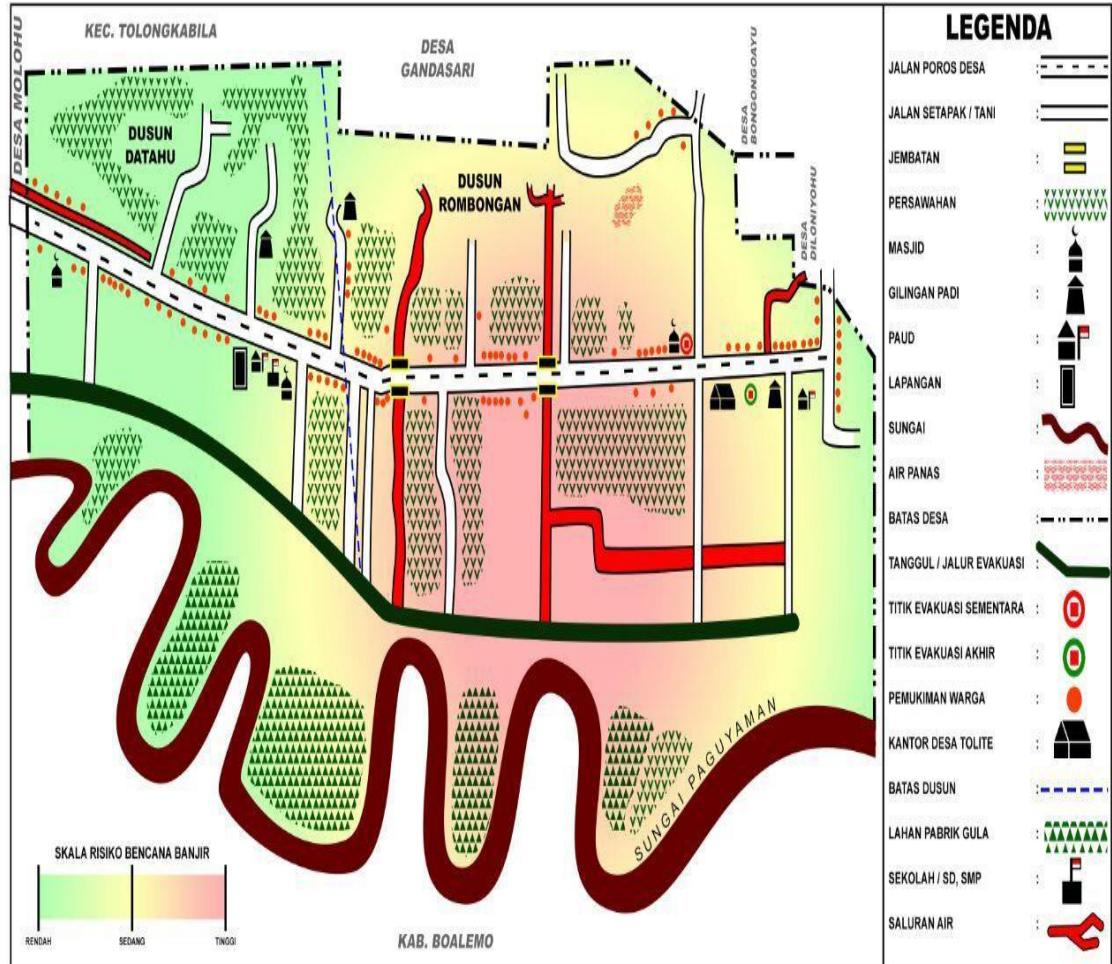 KEC. TOLONGKABILA
DESA
GANDASARI
DESA MOLOHU
DESA
BONGONGOAYU
DESA
DILONIYOHU
DUSUN
DATAHU
DUSUN
ROMBONGAN
SUNGAI PAGUYAMAN
SKALA RISIKO BENCANA BANJIR
RENDAH SEDANG TINGGI
KAB. BOALEMO
LEGENDA
JALAN POROS DESA :
JALAN SETAPAK / TANI :
JEMBATAN :
PERSAWAHAN :
MASJID :
GILINGAN PADI :
PAUD :
LAPANGAN :
SUNGAI :
AIR PANAS :
BATAS DESA :
TANGGUL / JALUR EVAKUASI :
TITIK EVAKUASI SEMENTARA :
TITIK EVAKUASI AKHIR :
PEMUKIMAN WARGA :
KANTOR DESA TOLITE :
BATAS DUSUN :
LAHAN PABRIK GULA :
SEKOLAH / SD, SMP :
SALURAN AIR :